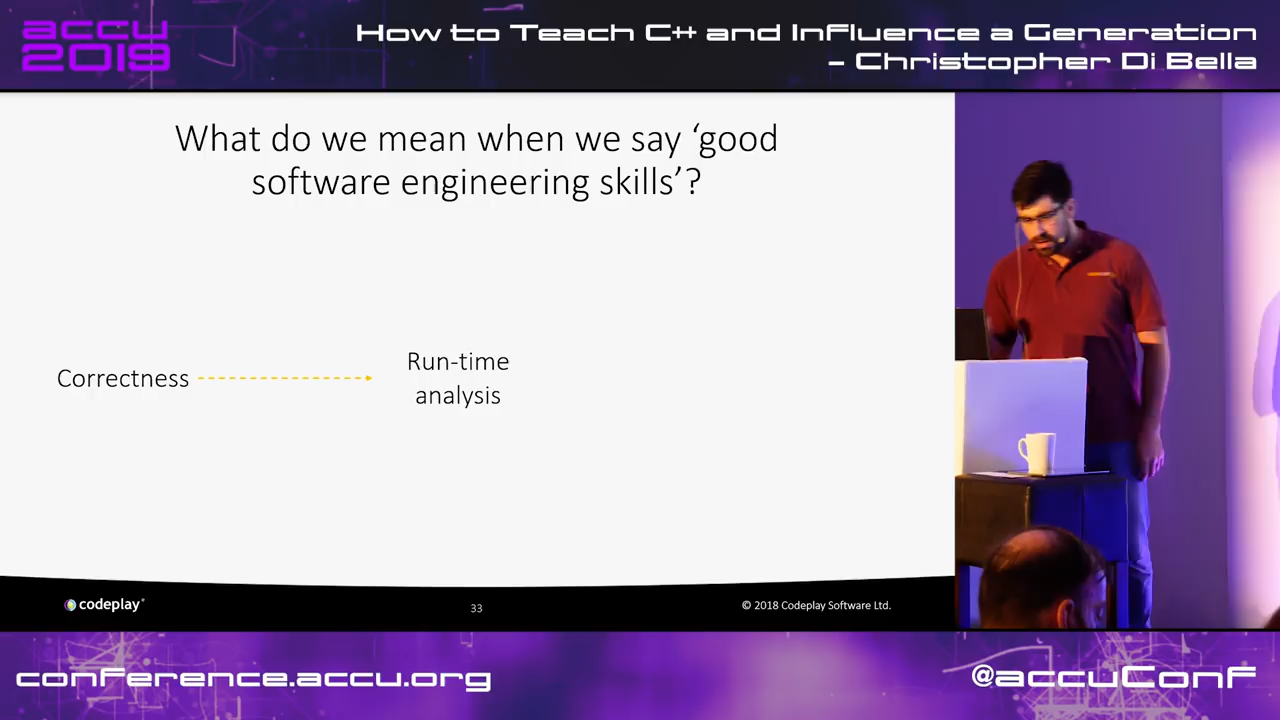 accu
2019
How to Teach C++ and Influence a Generation
– Christopher Di Bella
What do we mean when we say ‘good
software engineering skills’?
Correctness
Run-time
analysis
codeplay®
33
© 2018 Codeplay Software Ltd.
conference.accu.org
@accuConf